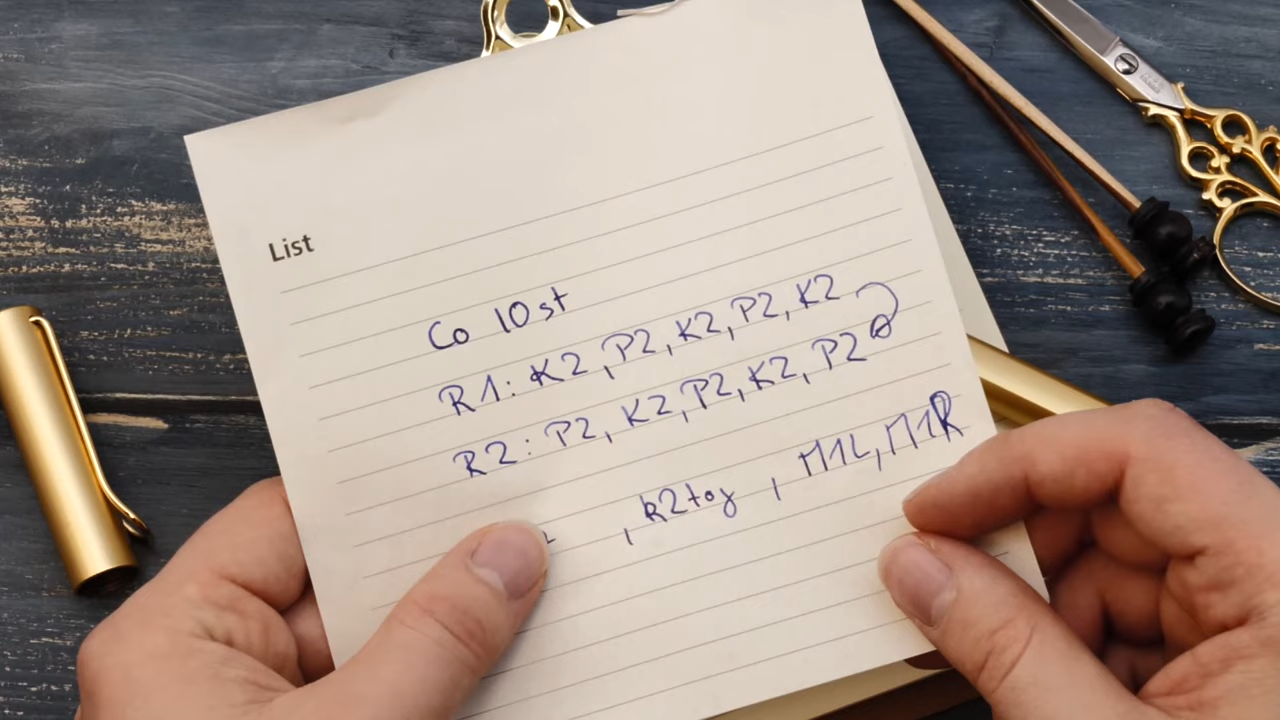 List
Co 10st
R1: K2, P2, K2, P2, K2
R2: P2, K2, P2, K2, P2
, k2tog , M1L, M1R